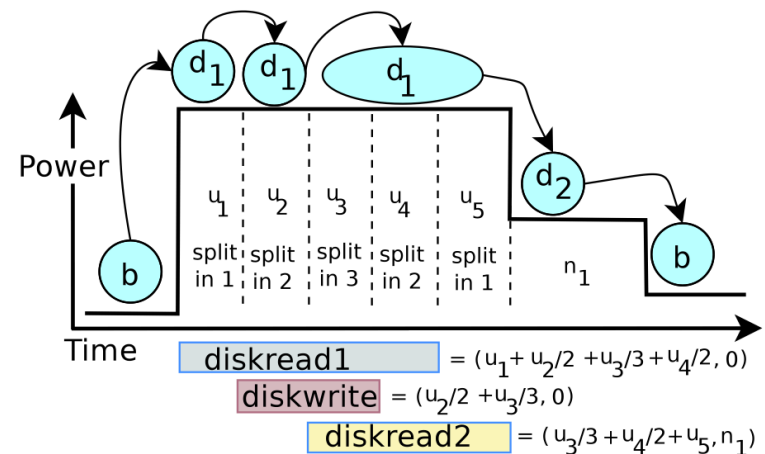 d1 d1 d1
Power
d2
u1 u2 u3 u4 u5
split in 1 split in 2 split in 3 split in 2 split in 1
n1
b b
Time
diskread1 = (u1+ u2/2 +u3/3+u4/2, 0)
diskwrite = (u2/2 +u3/3, 0)
diskread2 = (u3/3+u4/2+u5,n1)